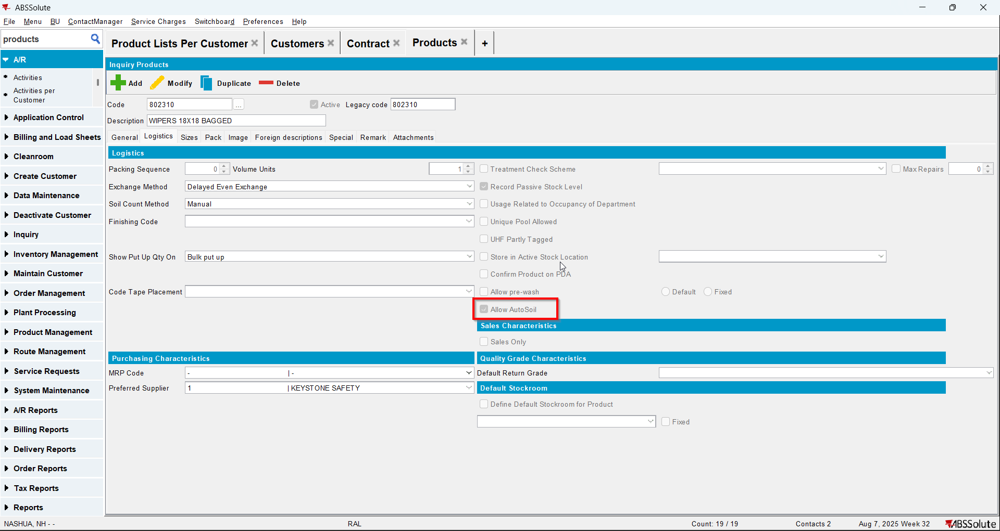 ABSSolute
File Menu BU ContactManager Service Charges Switchboard Preferences Help
products
Product Lists Per Customer Customers Contract Products +
A/R
Activities
Activities per
Customer
Application Control
Billing and Load Sheets
Cleanroom
Create Customer
Data Maintenance
Deactivate Customer
Inquiry
Inventory Management
Maintain Customer
Order Management
Plant Processing
Product Management
Route Management
Service Requests
System Maintenance
A/R Reports
Billing Reports
Delivery Reports
Order Reports
Tax Reports
Reports
Inquiry Products
Add Modify Duplicate Delete
Code 802310 ... Active Legacy code 802310
Description WIPERS 18X18 BAGGED
General Logistics Sizes Pack Image Foreign descriptions Special Remark Attachments
Logistics
Packing Sequence 0 Volume Units 1 Treatment Check Scheme Max Repairs 0
Exchange Method Delayed Even Exchange Record Passive Stock Level
Soil Count Method Manual Usage Related to Occupancy of Department
Finishing Code Unique Pool Allowed
UHF Partly Tagged
Show Put Up Qty On Bulk put up Store in Active Stock Location
Confirm Product on PDA
Code Tape Placement Allow pre-wash Default Fixed
Allow AutoSoil
Sales Characteristics
Sales Only
Purchasing Characteristics Quality Grade Characteristics
MRP Code - | - Default Return Grade
Preferred Supplier 1 | KEYSTONE SAFETY Default Stockroom
Define Default Stockroom for Product
Fixed
NASHUA, NH - - RAL Count: 19 / 19 Contacts 2 Aug 7, 2025 Week 32 ABSSolute